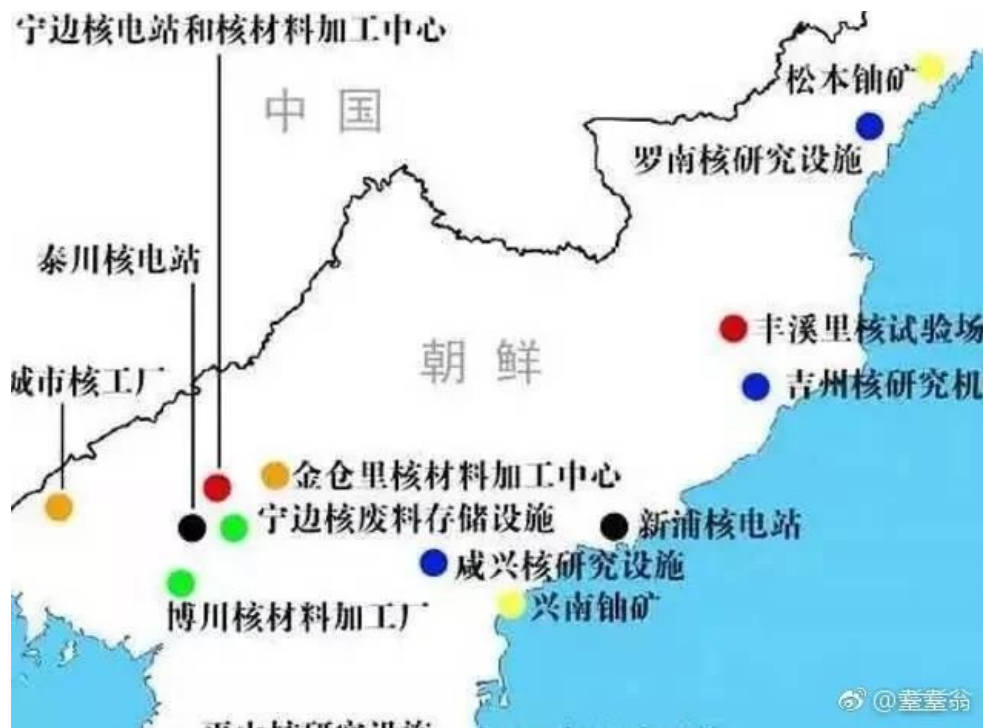 宁边核电站和核材料加工中心
中国
松本铀矿
罗南核研究设施
泰川核电站
丰溪里核试验场
朝鲜
城市核工厂
吉州核研究机
金仓里核材料加工中心
宁边核废料存储设施
新浦核电站
咸兴核研究设施
兴南铀矿
博川核材料加工厂
@耋耋翁